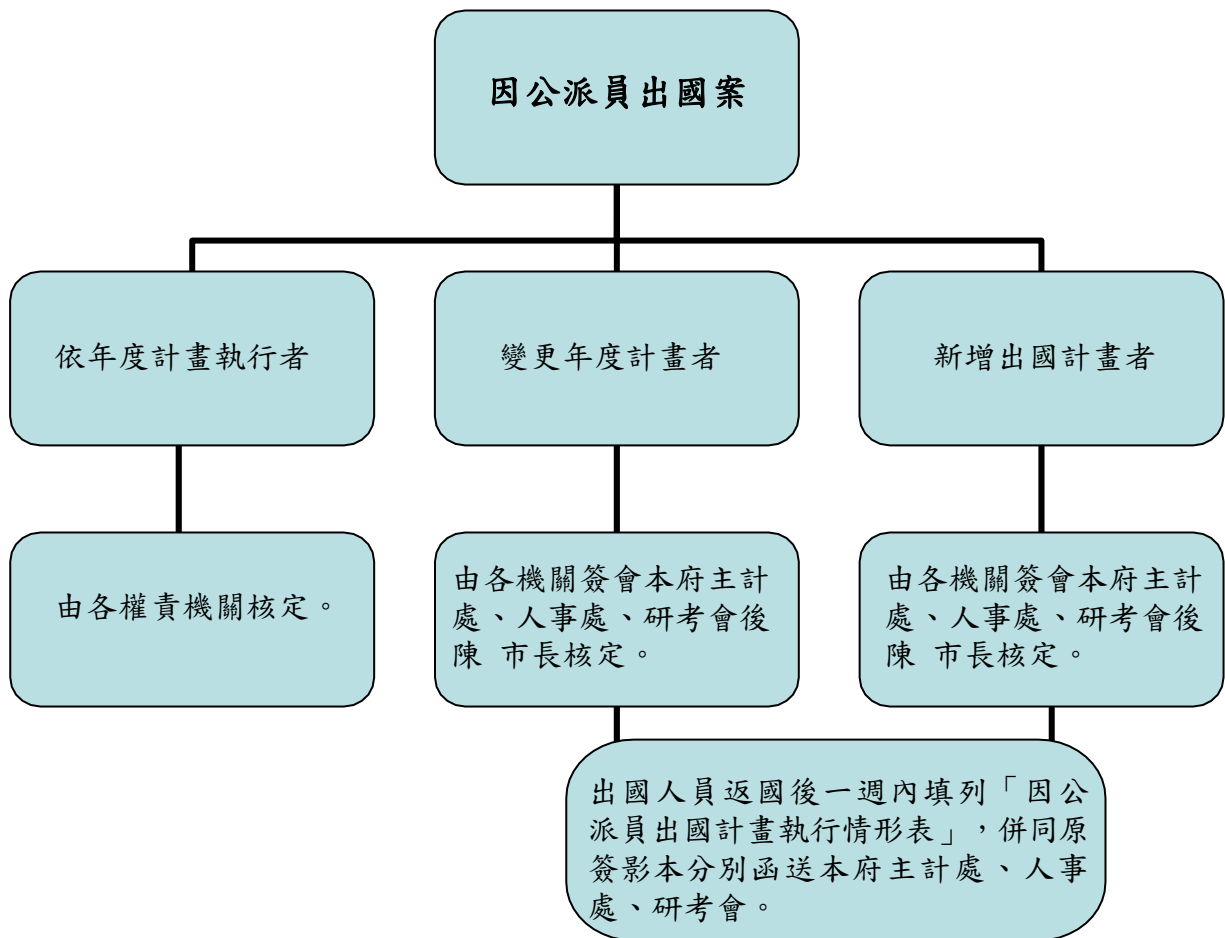 因公派員出國案
依年度計畫執行者
變更年度計畫者
新增出國計畫者
由各權責機關核定。
由各機關簽會本府主計
處、人事處、研考會後
陳 市長核定。
由各機關簽會本府主計
處、人事處、研考會後
陳 市長核定。
出國人員返國後一週內填列「因公
派員出國計畫執行情形表」,併同原
簽影本分別函送本府主計處、人事
處、研考會。